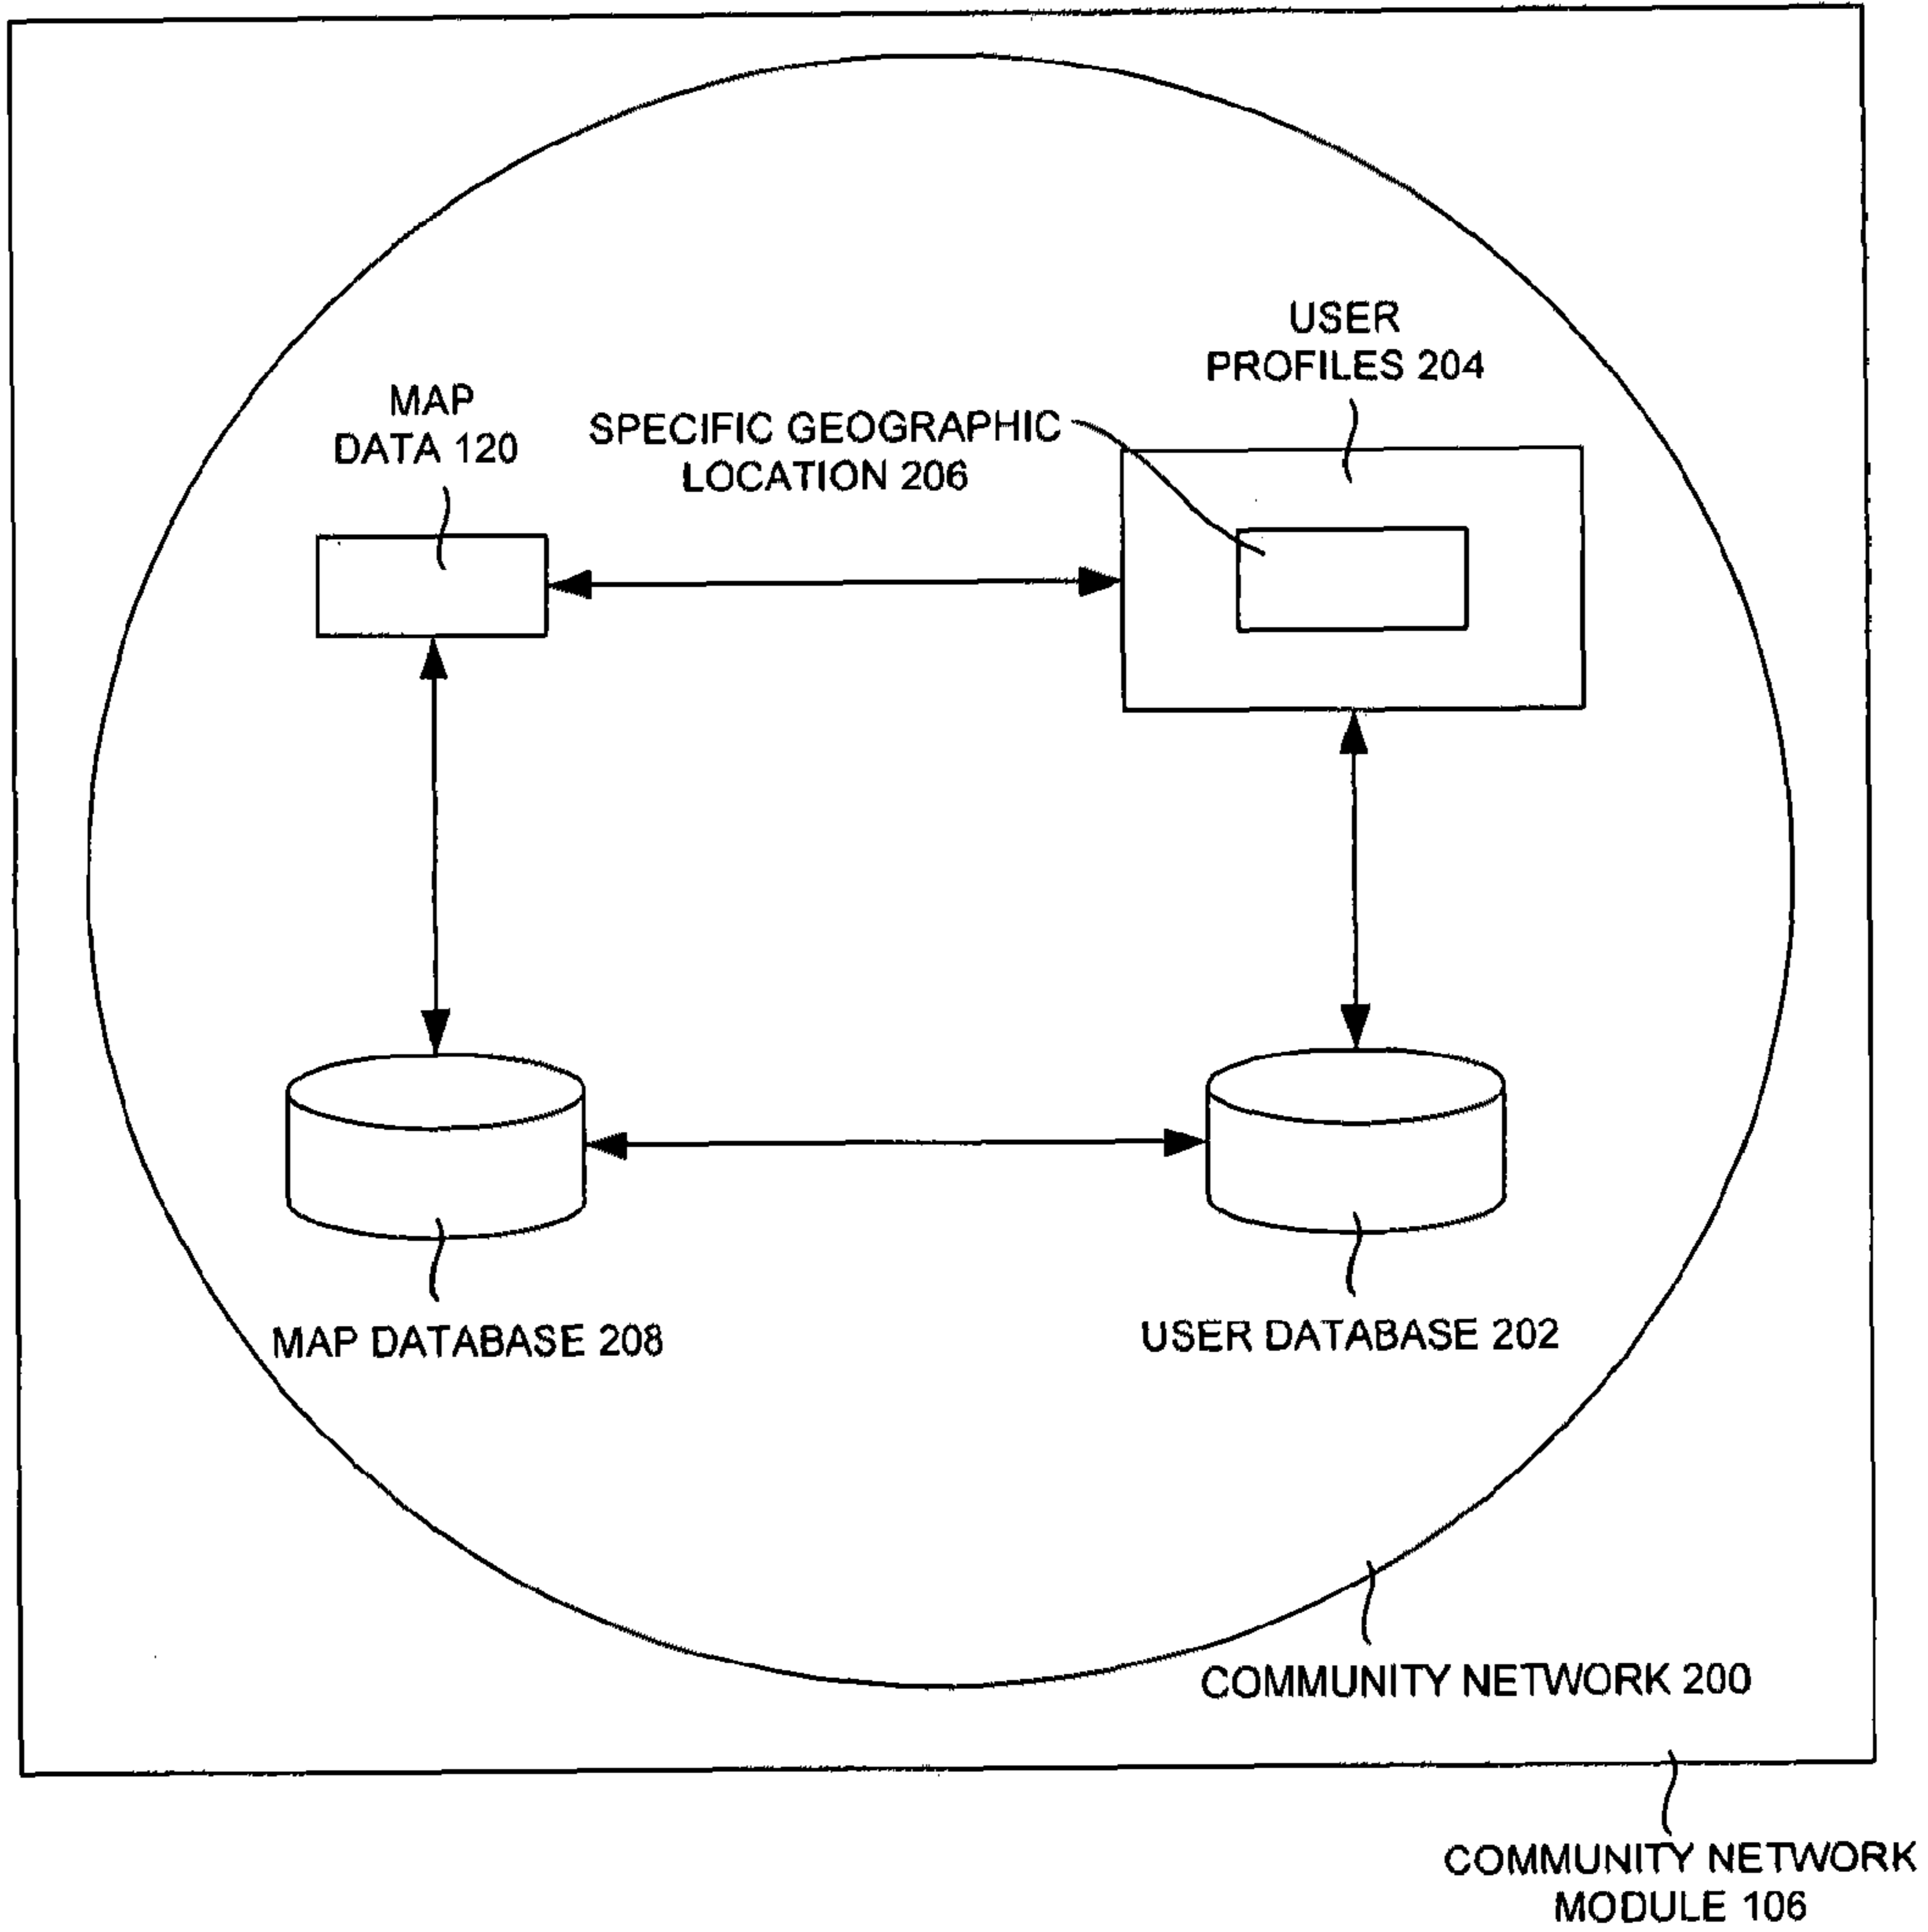 USER
PROFILES 204
MAP
DATA 120
SPECIFIC GEOGRAPHIC
LOCATION 206
MAP DATABASE 208
USER DATABASE 202
COMMUNITY NETWORK 200
COMMUNITY NETWORK
MODULE 106